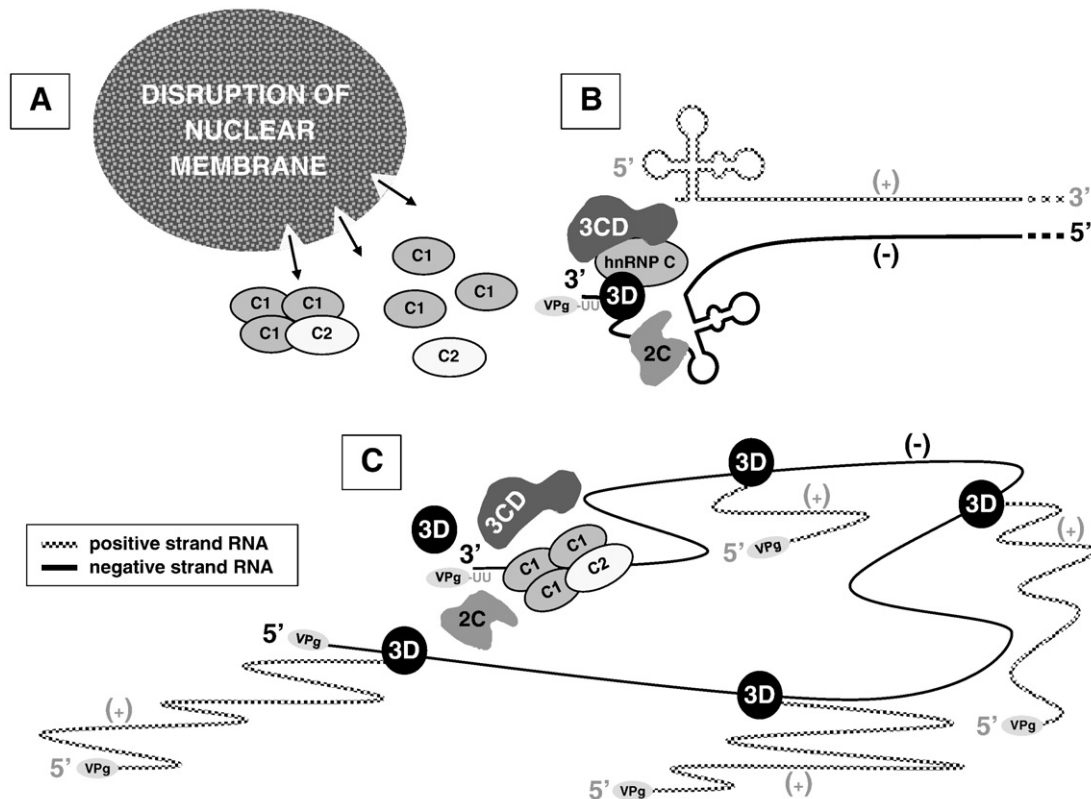 A
DISRUPTION OF
NUCLEAR
MEMBRANE
C1
C1
C1
C1
C2
C1
C1
C2
B
5’
(+)
3’
5’
(-)
3CD
hnRNP C
3’
3D
VPg
-UU
2C
C
3D
(-)
3D
3CD
(+)
3D
(+)
3’
5’
VPg
VPg
-UU
C1
C1
C2
C1
2C
positive strand RNA
negative strand RNA
5’
VPg
3D
3D
(+)
5’
VPg
5’
VPg
5’
VPg
(+)